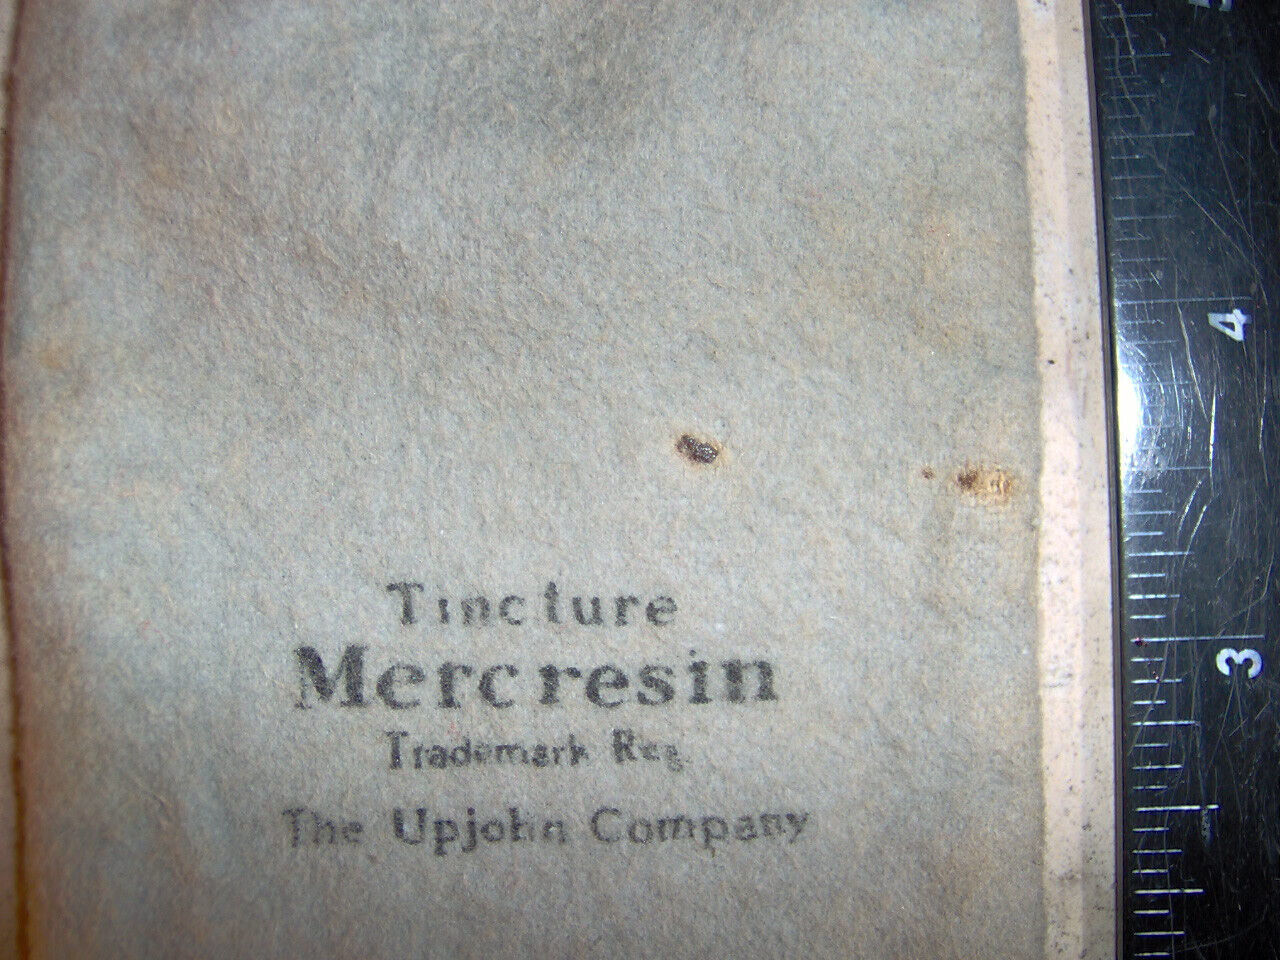 Tincture
Mercresin
Trademark Reg.
The Upjohn Company
4
3